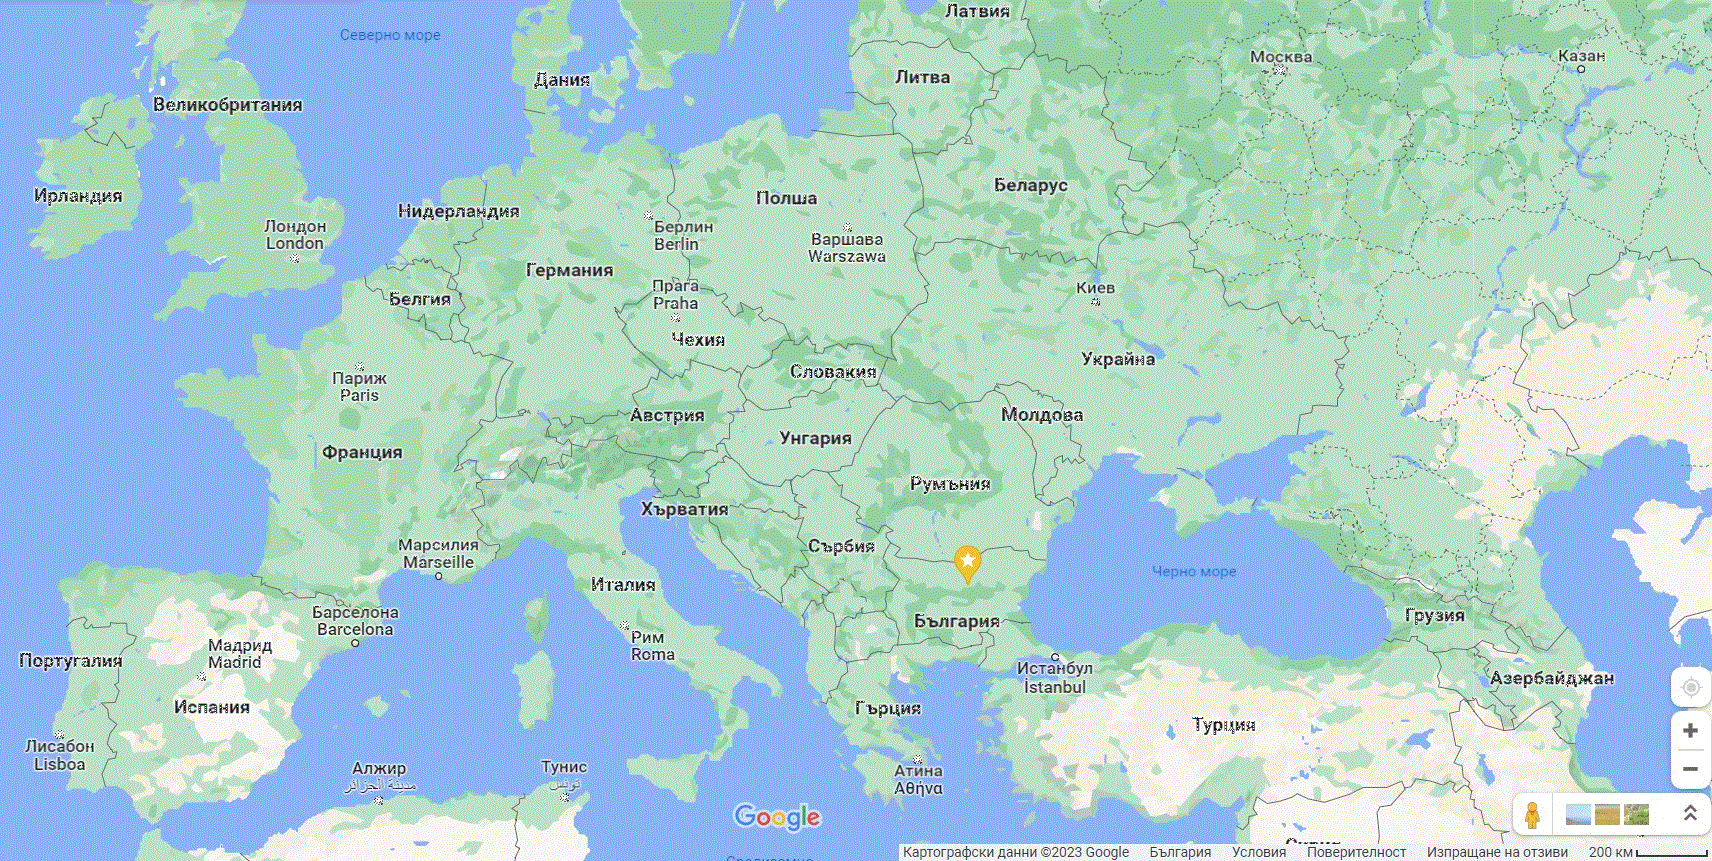 Латвия
Северно море
Москва
Казан
Дания
Литва
Великобритания
Беларус
Ирландия
Полша
Нидерландия
Лондон
London
Берлин
Berlin
Варшава
Warszawa
Германия
Прага
Praha
Киев
Белгия
Чехия
Украйна
Словакия
Париж
Paris
Австрия
Молдова
Унгария
Франция
Румъния
Хърватия
Марсилия
Marseille
Сърбия
Черно море
Италия
Барселона
Barcelona
Грузия
България
Рим
Roma
Мадрид
Madrid
Португалия
Истанбул
İstanbul
Азербайджан
Испания
Гърция
Турция
Лисабон
Lisboa
Алжир
مدينة الجزائر
Тунис
تونس
Атина
Αθήνα
Google
Картографски данни ©2023 Google България Условия Поверителност Изпращане на отзиви 200 км